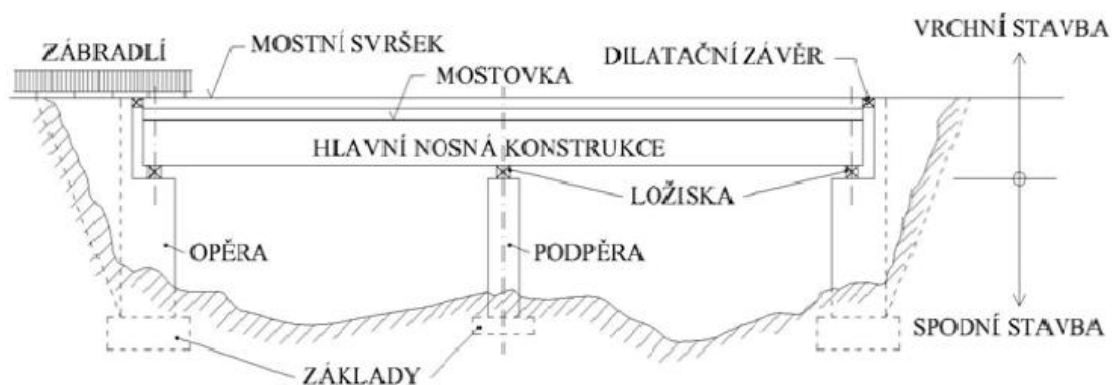 VRCHNÍ STAVBA
ZÁBRADLÍ
MOSTNÍ SVRŠEK
DILATAČNÍ ZÁVĚR
MOSTOVKA
HLAVNÍ NOSNÁ KONSTRUKCE
LOŽISKA
OPĚRA
PODPĚRA
SPODNÍ STAVBA
ZÁKLADY